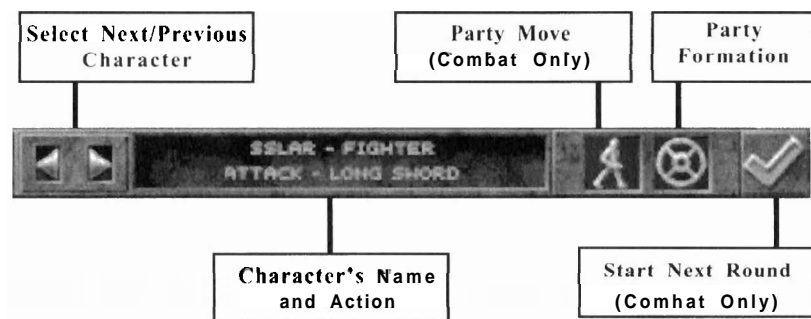 Select Next/Previous
Character
Party Move
(Combat Only)
Party
Formation
SSLAR - FIGHTER
ATTACK - LONG SWORD
Character's Name
and Action
Start Next Round
(Comhat Only)